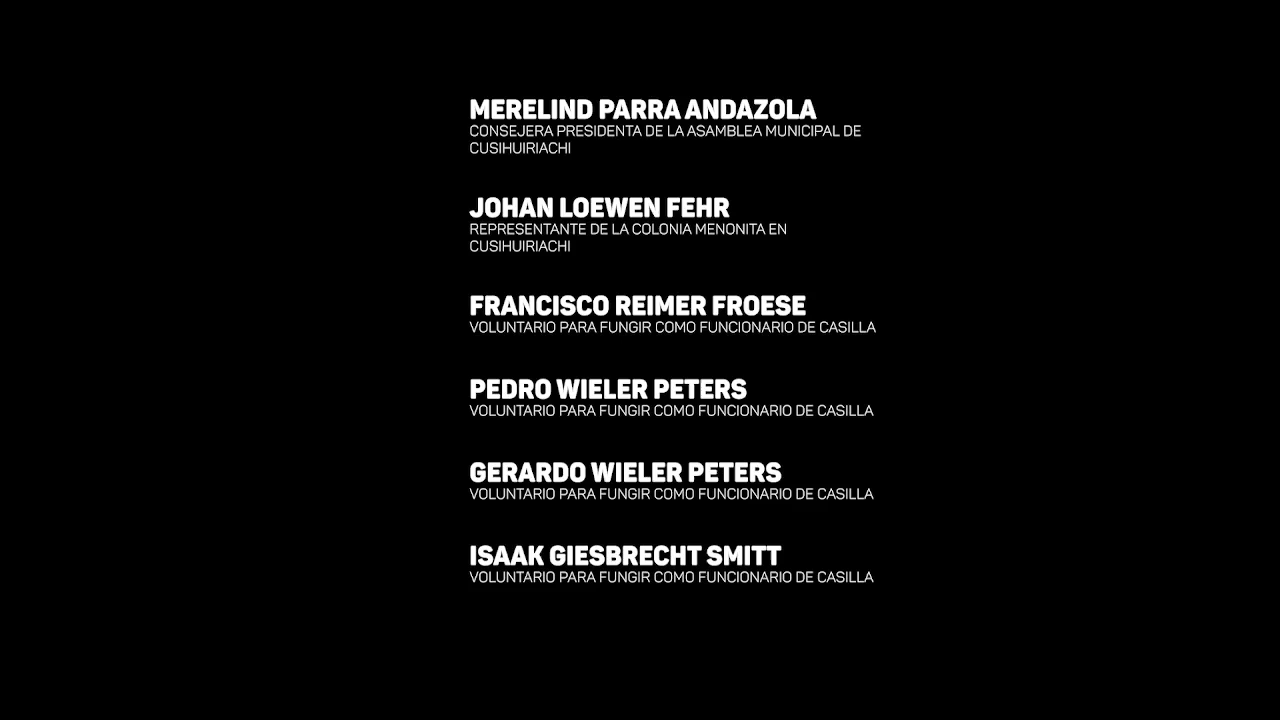 MERELIND PARRA ANDAZOLA
CONSEJERA PRESIDENTA DE LA ASAMBLEA MUNICIPAL DE
CUSIHUIRIACHI
JOHAN LOEWEN FEHR
REPRESENTANTE DE LA COLONIA MENONITA EN
CUSIHUIRIACHI
FRANCISCO REIMER FROESE
VOLUNTARIO PARA FUNGIR COMO FUNCIONARIO DE CASILLA
PEDRO WIELER PETERS
VOLUNTARIO PARA FUNGIR COMO FUNCIONARIO DE CASILLA
GERARDO WIELER PETERS
VOLUNTARIO PARA FUNGIR COMO FUNCIONARIO DE CASILLA
ISAAK GIESBRECHT SMITT
VOLUNTARIO PARA FUNGIR COMO FUNCIONARIO DE CASILLA